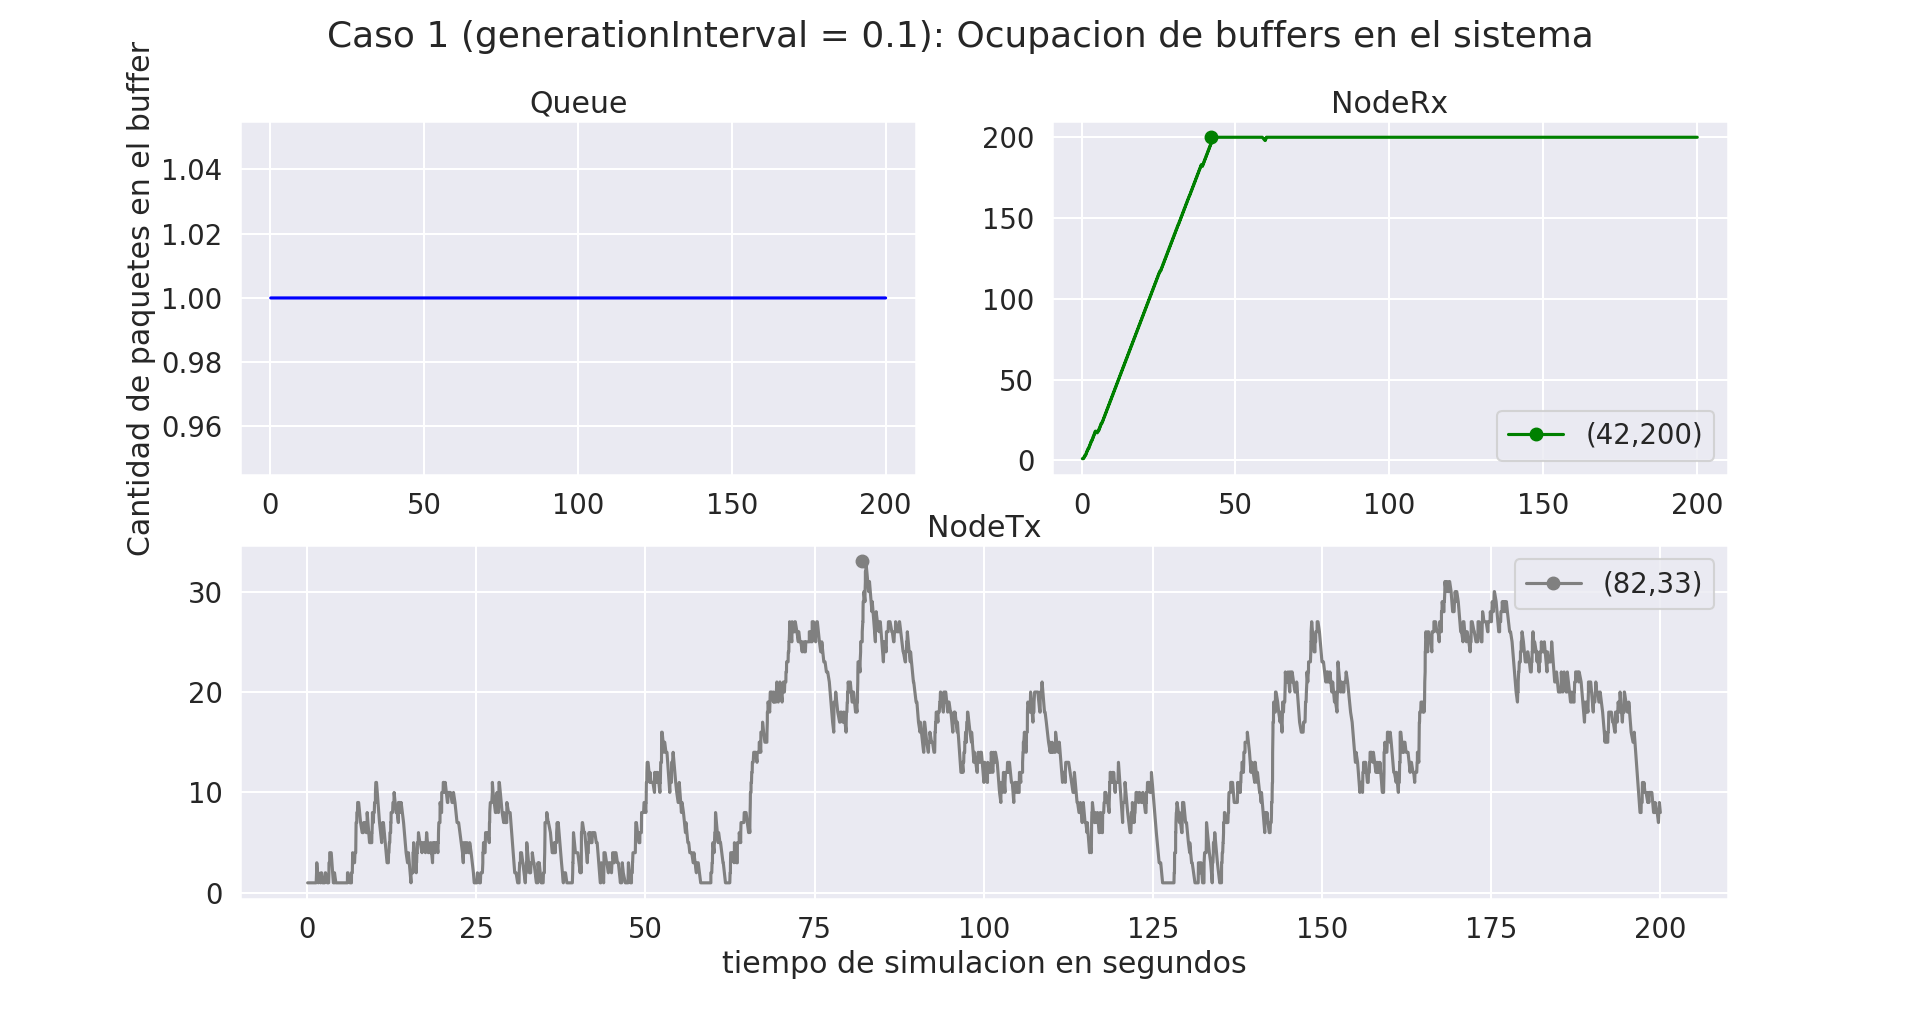 Caso 1 (generationInterval = 0.1): Ocupacion de buffers en el sistema
Cantidad de paquetes en el buffer
Queue
1.04
1.02
1.00
0.98
0.96
0 50 100 150 200
NodeRx
200
150
100
50
0
(42,200)
0 50 100 150 200
NodeTx
30
20
10
0
(82,33)
0 25 50 75 100 125 150 175 200
tiempo de simulacion en segundos